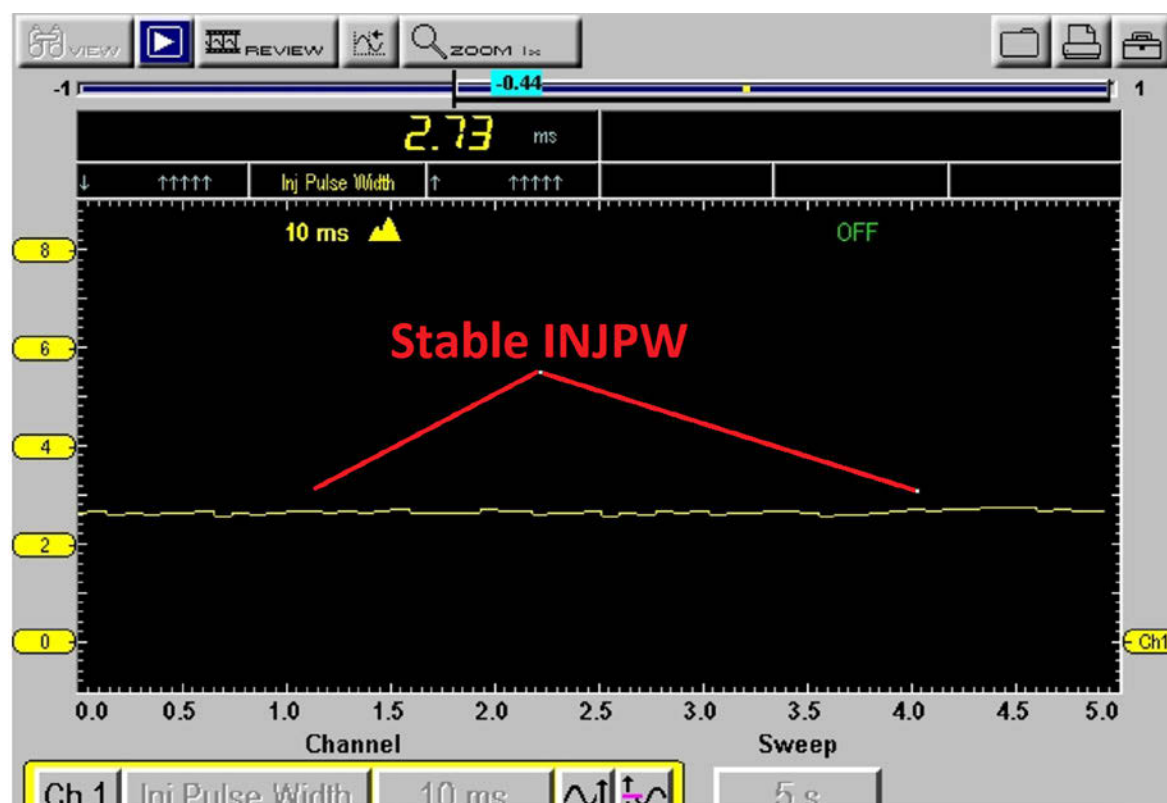 VIEW REVIEW ZOOM 1x
-1 -0.44 1
2.73 ms
↓ ↑↑↑↑↑ Inj Pulse Width ↑ ↑↑↑↑↑
10 ms OFF
8
Stable INJPW
6
4
2
0 Ch1
0.0 0.5 1.0 1.5 2.0 2.5 3.0 3.5 4.0 4.5 5.0
Channel Sweep
Ch 1 Inj Pulse Width 10 ms 5 s